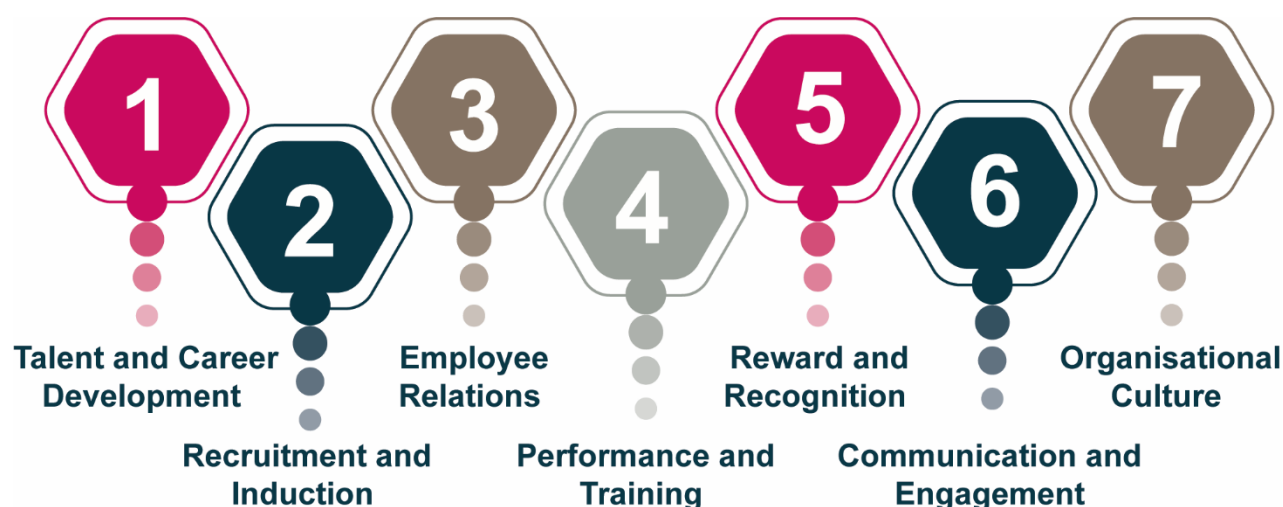 1
Talent and Career
Development
2
Recruitment and
Induction
3
Employee
Relations
4
Performance and
Training
5
Reward and
Recognition
6
Communication and
Engagement
7
Organisational
Culture